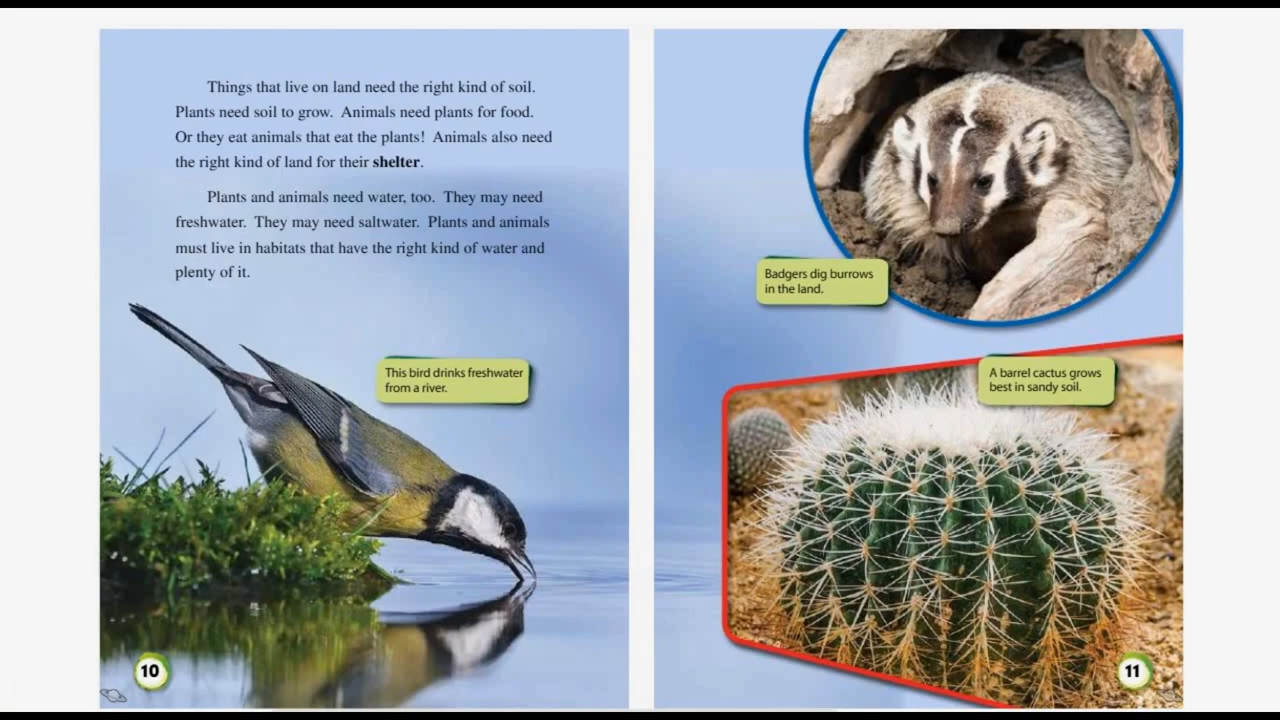 Things that live on land need the right kind of soil.
Plants need soil to grow. Animals need plants for food.
Or they eat animals that eat the plants! Animals also need
the right kind of land for their shelter.
Plants and animals need water, too. They may need
freshwater. They may need saltwater. Plants and animals
must live in habitats that have the right kind of water and
plenty of it.
This bird drinks freshwater
from a river.
10
Badgers dig burrows
in the land.
A barrel cactus grows
best in sandy soil.
11